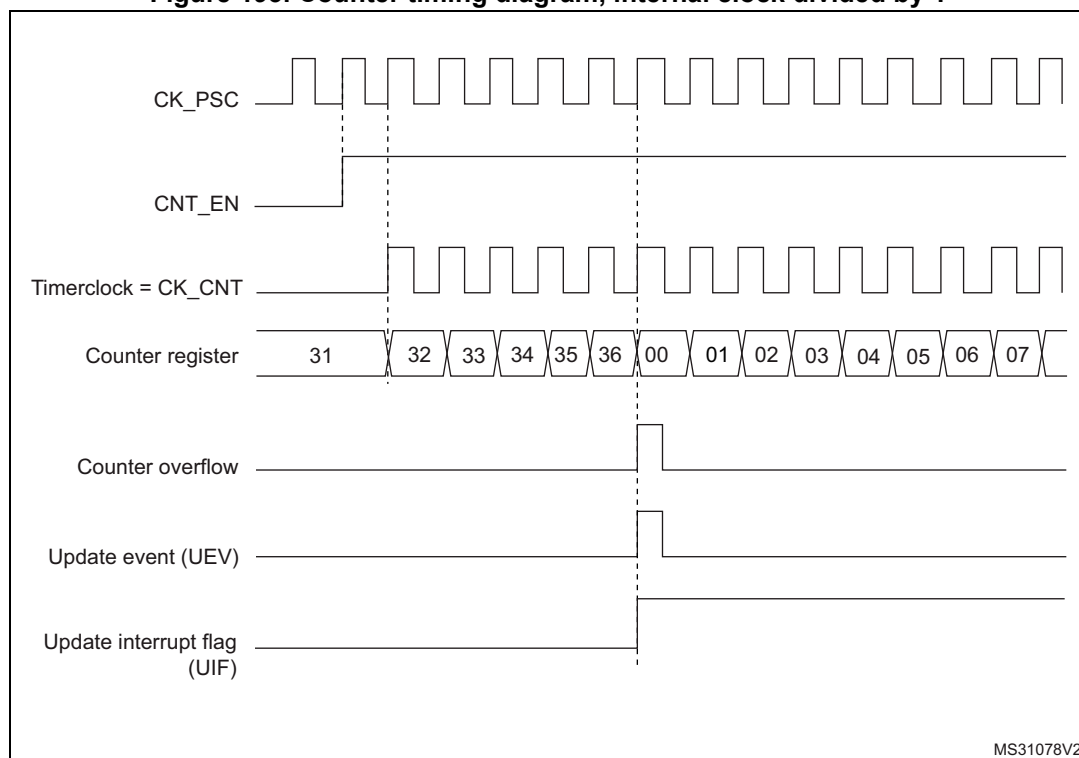 CK_PSC
CNT_EN
Timerclock = CK_CNT
Counter register
31 32 33 34 35 36 00 01 02 03 04 05 06 07
Counter overflow
Update event (UEV)
Update interrupt flag
(UIF)
MS31078V2